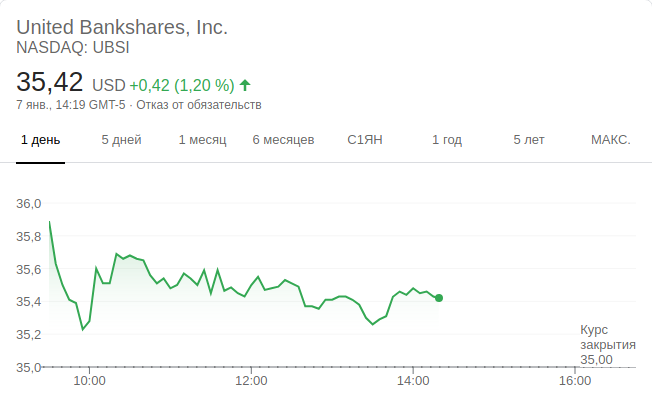 United Bankshares, Inc.
NASDAQ: UBSI
35,42 USD +0,42 (1,20 %)
7 янв., 14:19 GMT-5 · Отказ от обязательств
1 день 5 дней 1 месяц 6 месяцев С1ЯН 1 год 5 лет МАКС.
36,0
35,8
35,6
35,4
35,2
35,0
Курс
закрытия
35,00
10:00 12:00 14:00 16:00